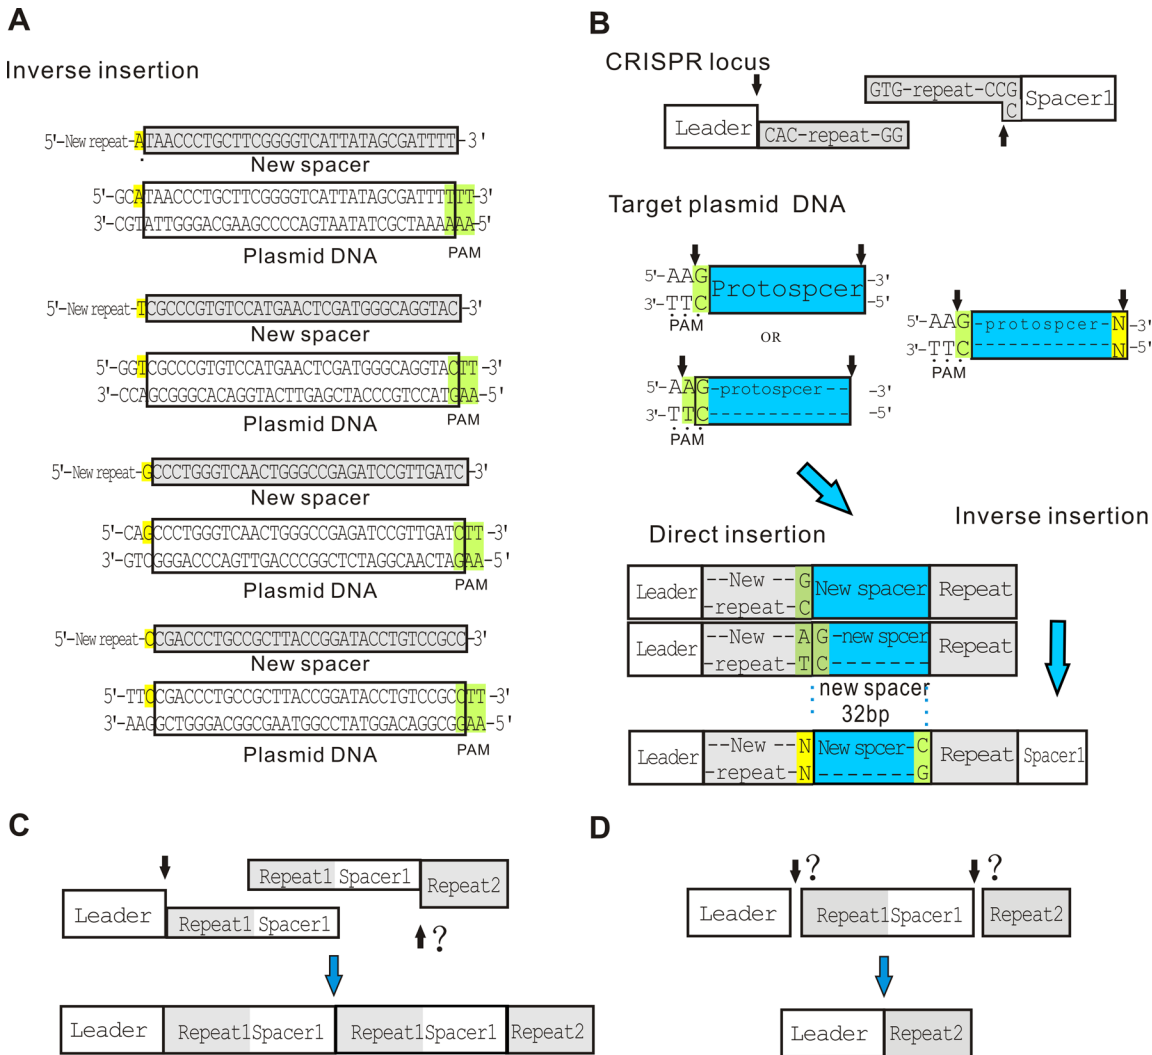 A
Inverse insertion
5'-New repeat-ATAACCCTGCTTCGGGGTCATTATAGCGATTTT-3'
New spacer
5'-GCATAACCCTGCTTCGGGGTCATTATAGCGATTTTTT-3'
3'-CGTATTGGGACGAAGCCCCAGTAATATCGCTAAAAAA-5'
Plasmid DNA
PAM
5'-New repeat-TCGCCCGTGTCCATGAACTCGATGGGCAGGTAC-3'
New spacer
5'-GGTCGCCCGTGTCCATGAACTCGATGGGCAGGTACTT-3'
3'-CCAGCGGGCACAGGTACTTGAGCTACCCGTCCATGAA-5'
Plasmid DNA
PAM
5'-New repeat-GCCCTGGGTCAACTGGGCCGAGATCCGTTGATC-3'
New spacer
5'-CAGCCCTGGGTCAACTGGGCCGAGATCCGTTGATCTT-3'
3'-GTCGGGACCCAGTTGACCCGGCTCTAGGCAACTAGAA-5'
Plasmid DNA
PAM
5'-New repeat-CCGACCCTGCCGCTTACCGGATACCTGTCCGCC-3'
New spacer
5'-TTCCGACCCTGCCGCTTACCGGATACCTGTCCGCCTT-3'
3'-AAGGCTGGGACGGCGAATGGCCTATGGACAGGCGGAA-5'
Plasmid DNA
PAM
B
CRISPR locus
GTG-repeat-CCG
C
Spacer1
Leader
CAC-repeat-GG
Target plasmid DNA
5'-AAG
Protospcer
-3'
3'-TTC
-5'
PAM
OR
5'-AAG-protospcer---3'
3'-TTC----------5'
PAM
5'-AAG-protospcer-N-3'
3'-TTC----------N-5'
PAM
Direct insertion
Inverse insertion
Leader
--New --G
-repeat-C
New spacer
Repeat
Leader
--New --A
-repeat-T
G-new spcer
C--------
Repeat
new spacer
32bp
Leader
--New --N
-repeat-N
New spcer-C
--------G
Repeat
Spacer1
C
Repeat1 Spacer1
Repeat2
Leader
Repeat1 Spacer1
?
Leader
Repeat1 Spacer1
Repeat1 Spacer1
Repeat2
D
?
?
Leader
Repeat1 Spacer1
Repeat2
Leader
Repeat2